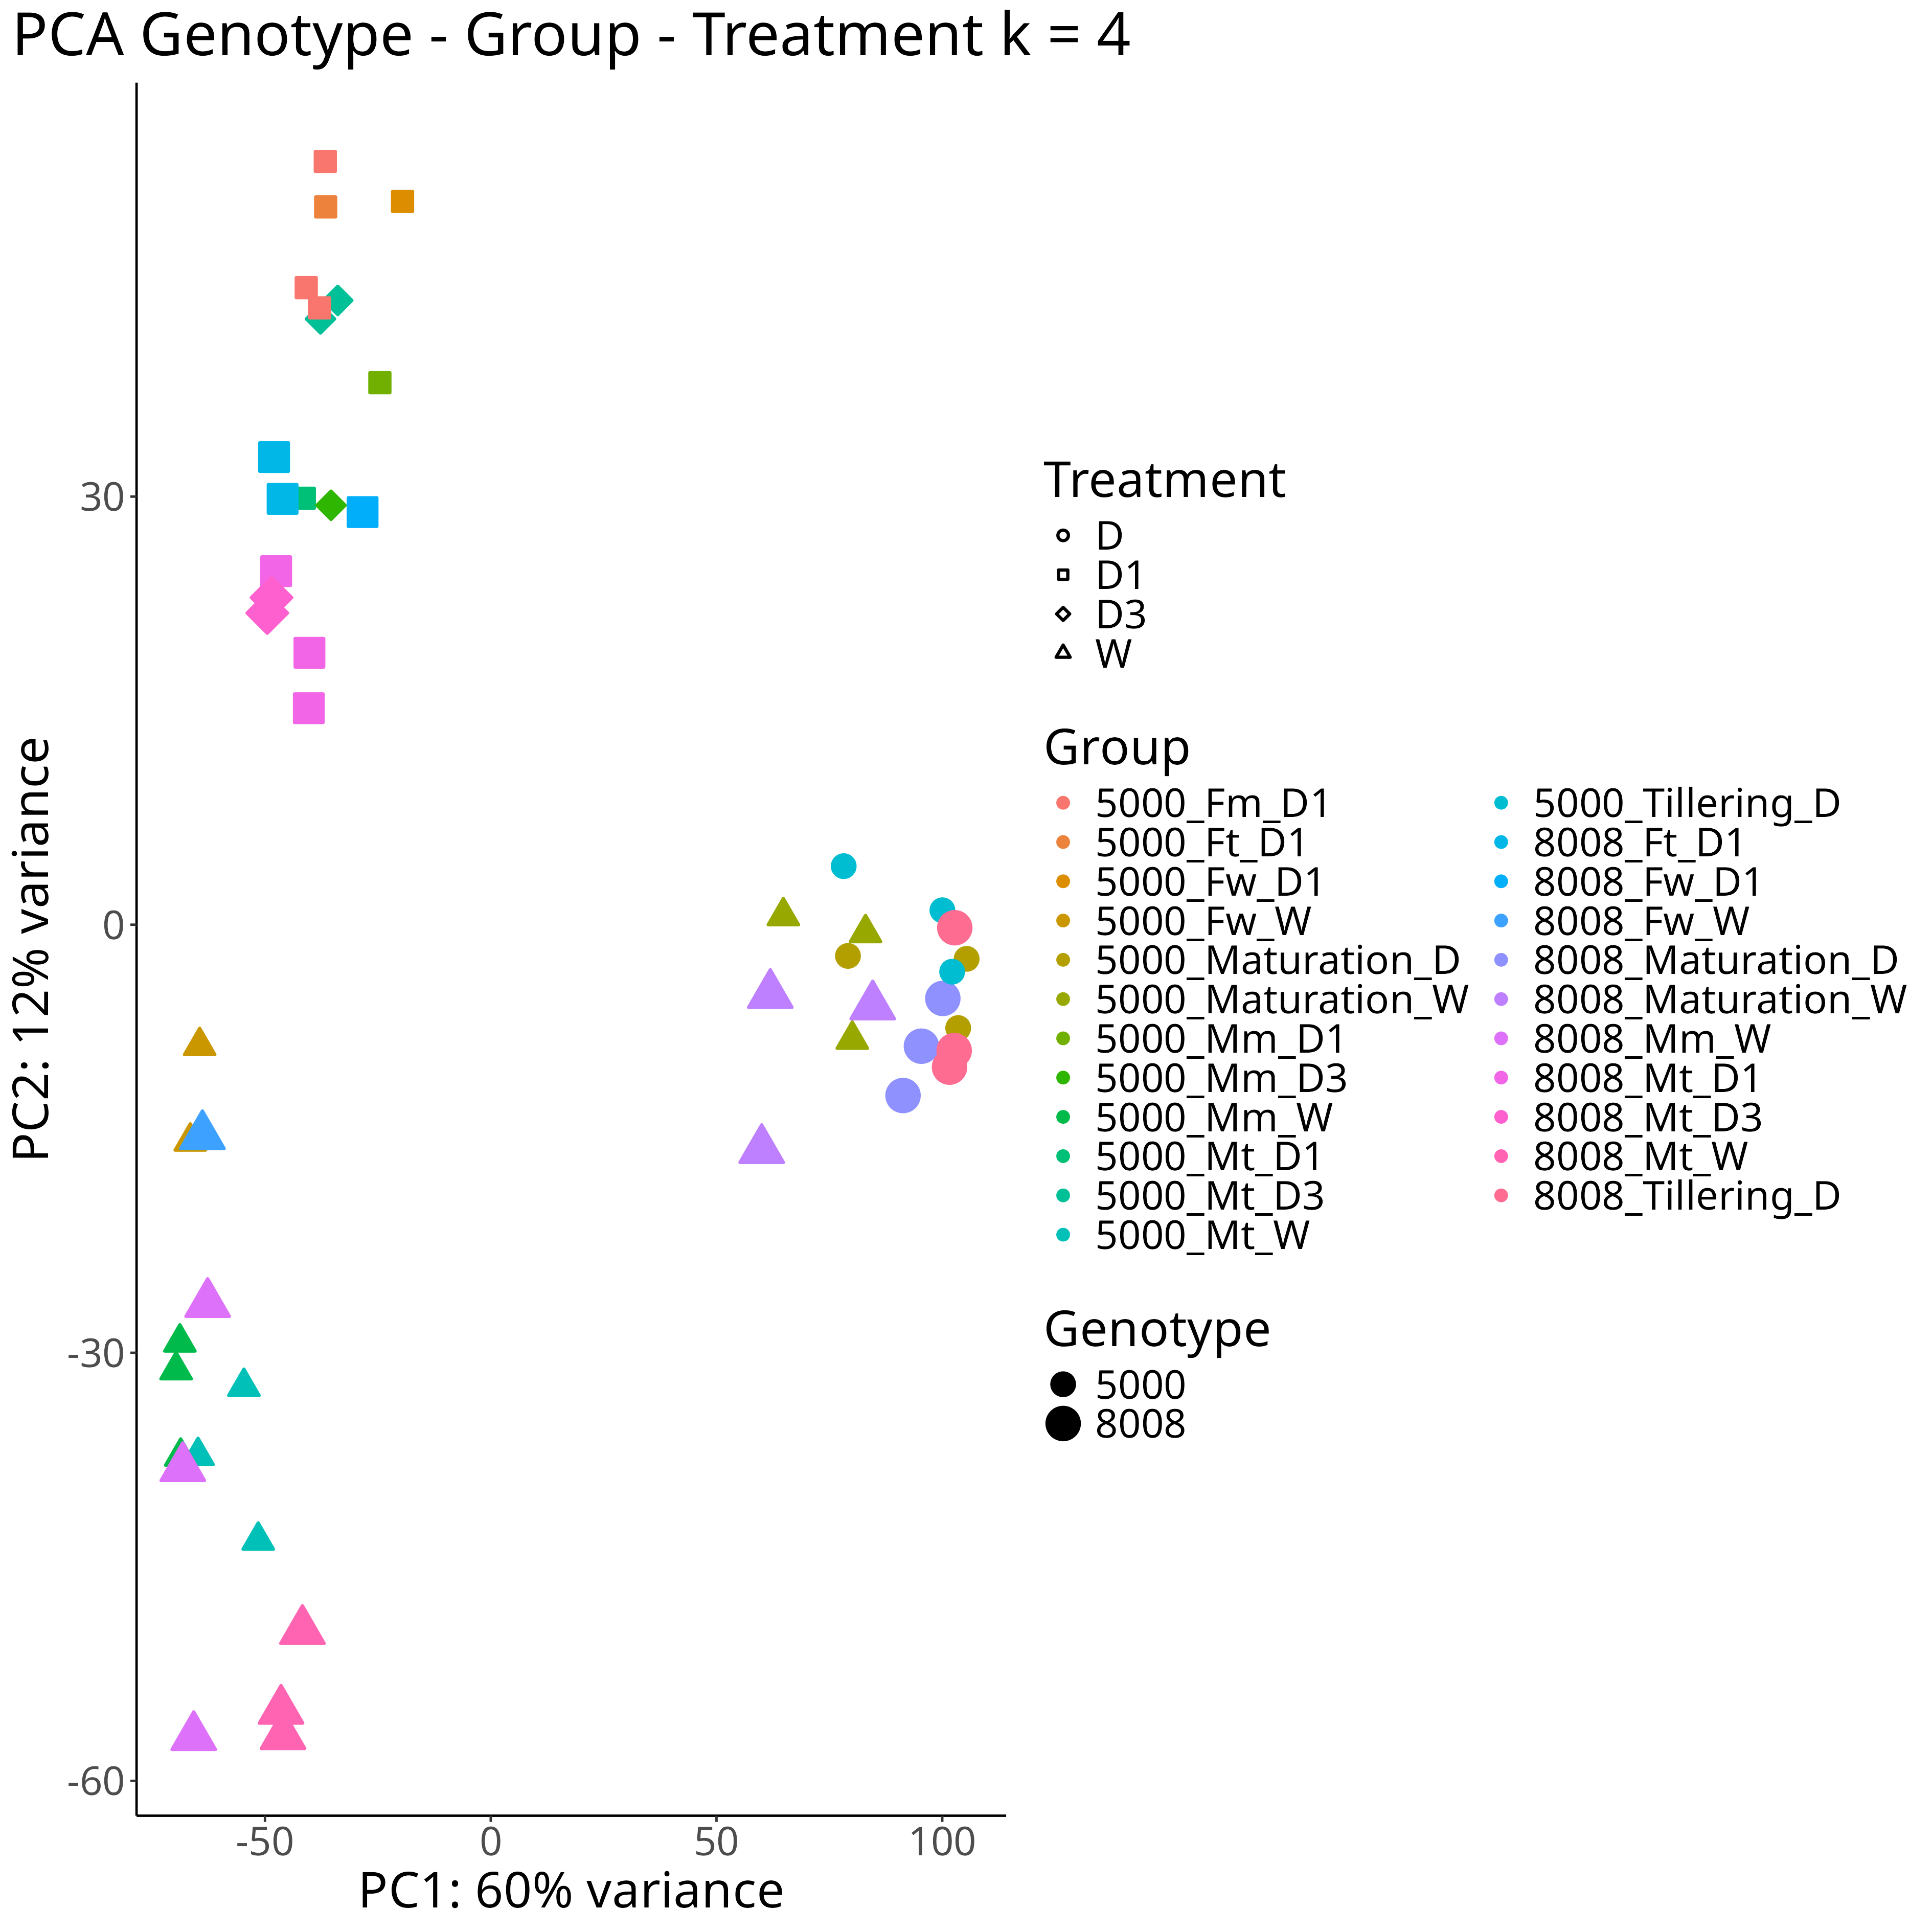 PCA Genotype - Group - Treatment k = 4
PC2: 12% variance
30
0
-30
-60
-50
0
50
100
PC1: 60% variance
Treatment
D
D1
D3
W
Group
5000_Fm_D1
5000_Ft_D1
5000_Fw_D1
5000_Fw_W
5000_Maturation_D
5000_Maturation_W
5000_Mm_D1
5000_Mm_D3
5000_Mm_W
5000_Mt_D1
5000_Mt_D3
5000_Mt_W
5000_Tillering_D
8008_Ft_D1
8008_Fw_D1
8008_Fw_W
8008_Maturation_D
8008_Maturation_W
8008_Mm_W
8008_Mt_D1
8008_Mt_D3
8008_Mt_W
8008_Tillering_D
Genotype
5000
8008